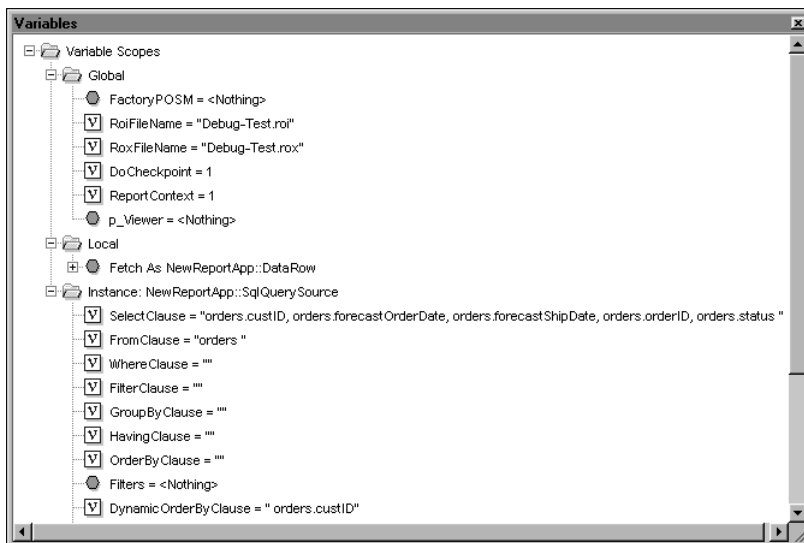 Variables
Variable Scopes
Global
FactoryPOSM = <Nothing>
V RoiFileName = "Debug-Test.roi"
V RoxFileName = "Debug-Test.rox"
V DoCheckpoint = 1
V ReportContext = 1
p_Viewer = <Nothing>
Local
Fetch As NewReportApp::DataRow
Instance: NewReportApp::SqlQuerySource
V SelectClause = "orders.custID, orders.forecastOrderDate, orders.forecastShipDate, orders.orderID, orders.status "
V FromClause = "orders "
V WhereClause = ""
V FilterClause = ""
V GroupByClause = ""
V HavingClause = ""
V OrderByClause = ""
Filters = <Nothing>
V DynamicOrderByClause = " orders.custID"